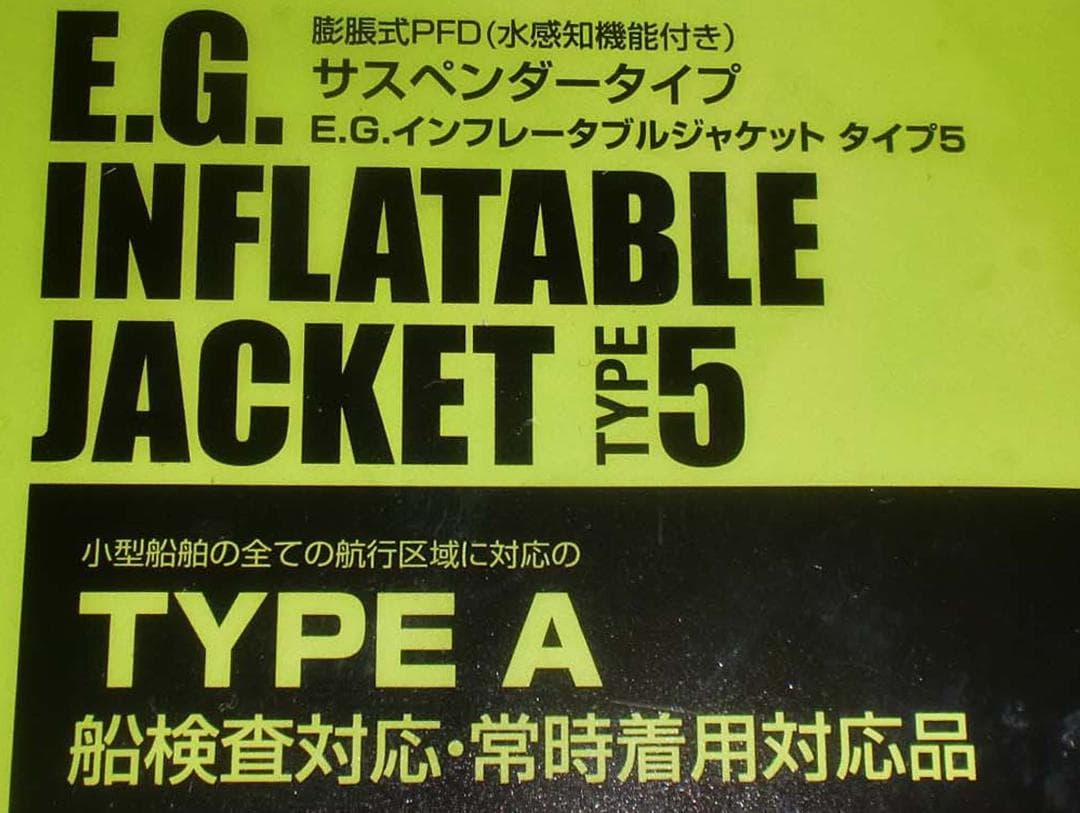 E.G.
膨脹式PFD(水感知機能付き)
サスペンダータイプ
E.G.インフレータブルジャケット タイプ5
INFLATABLE
JACKET TYPE 5
小型船舶の全ての航行区域に対応の
TYPE A
船検査対応・常時着用対応品